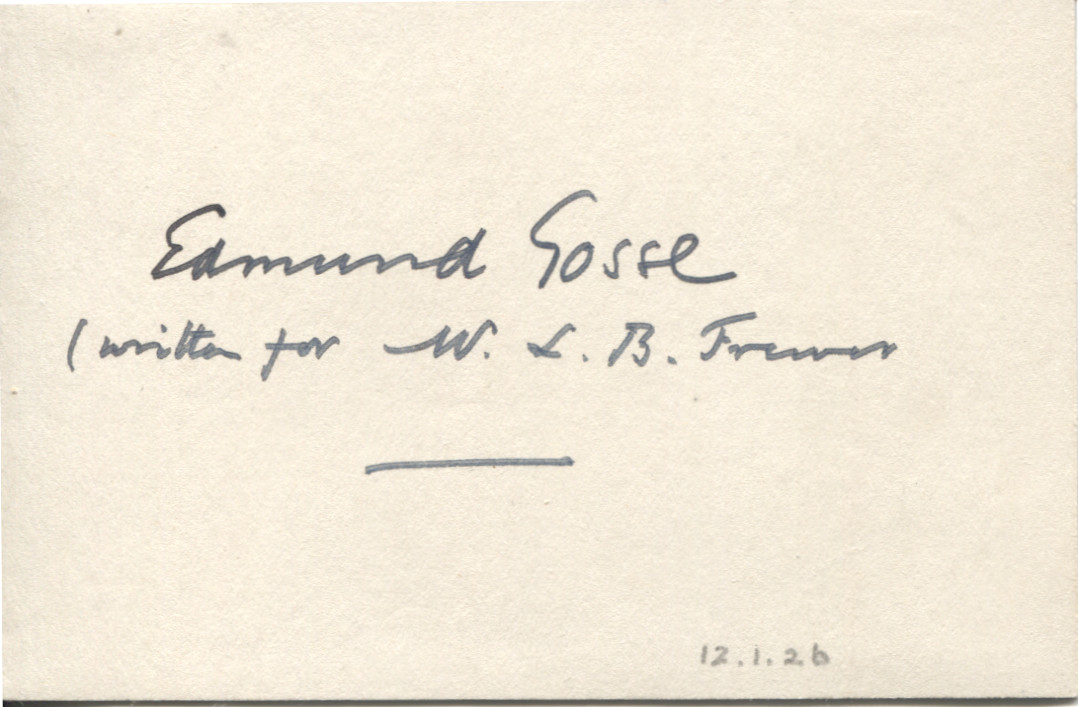 Edmund Gosse
(written for W. L. B. Frewer
12.1.26